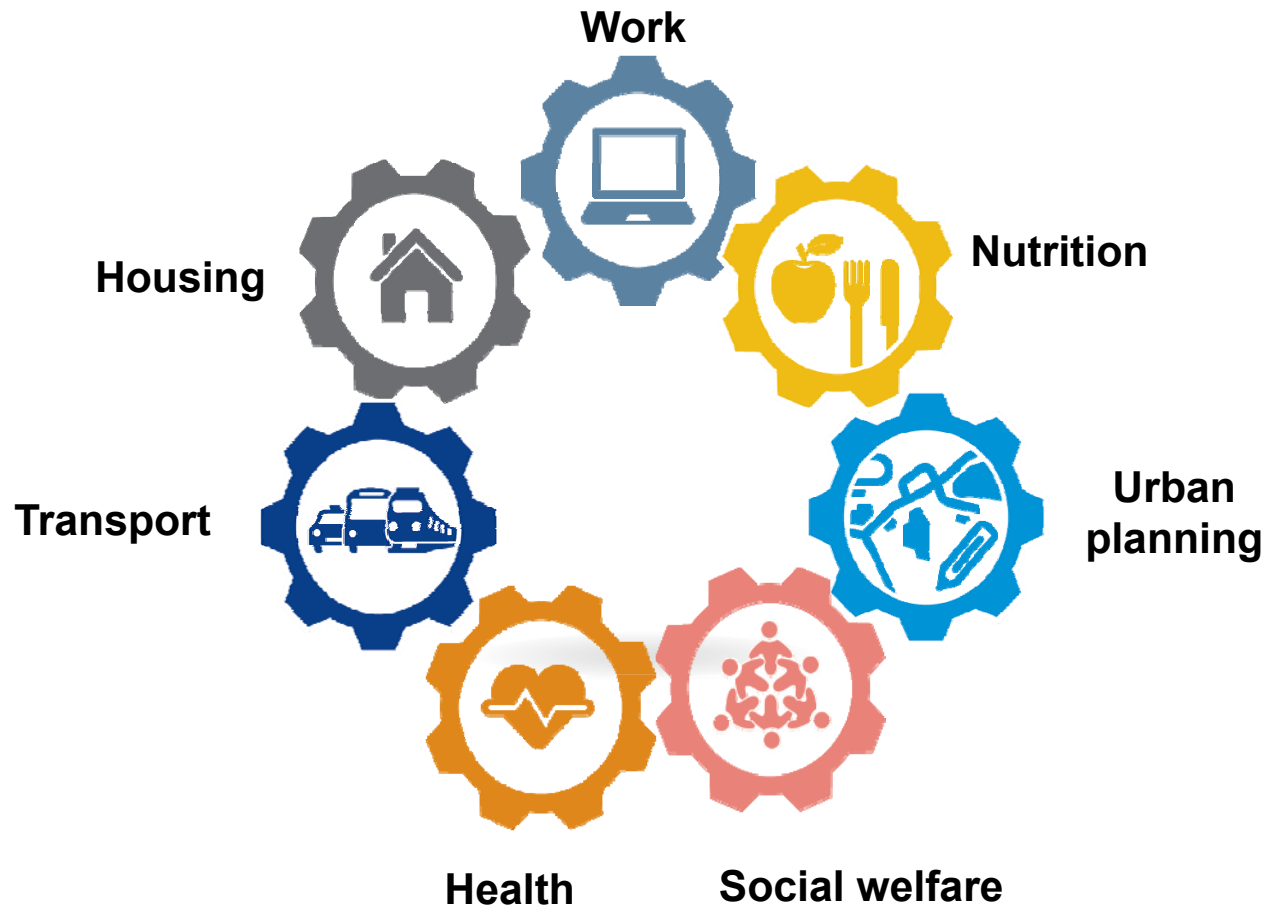 Work
Nutrition
Housing
Urban
planning
Transport
Health
Social welfare